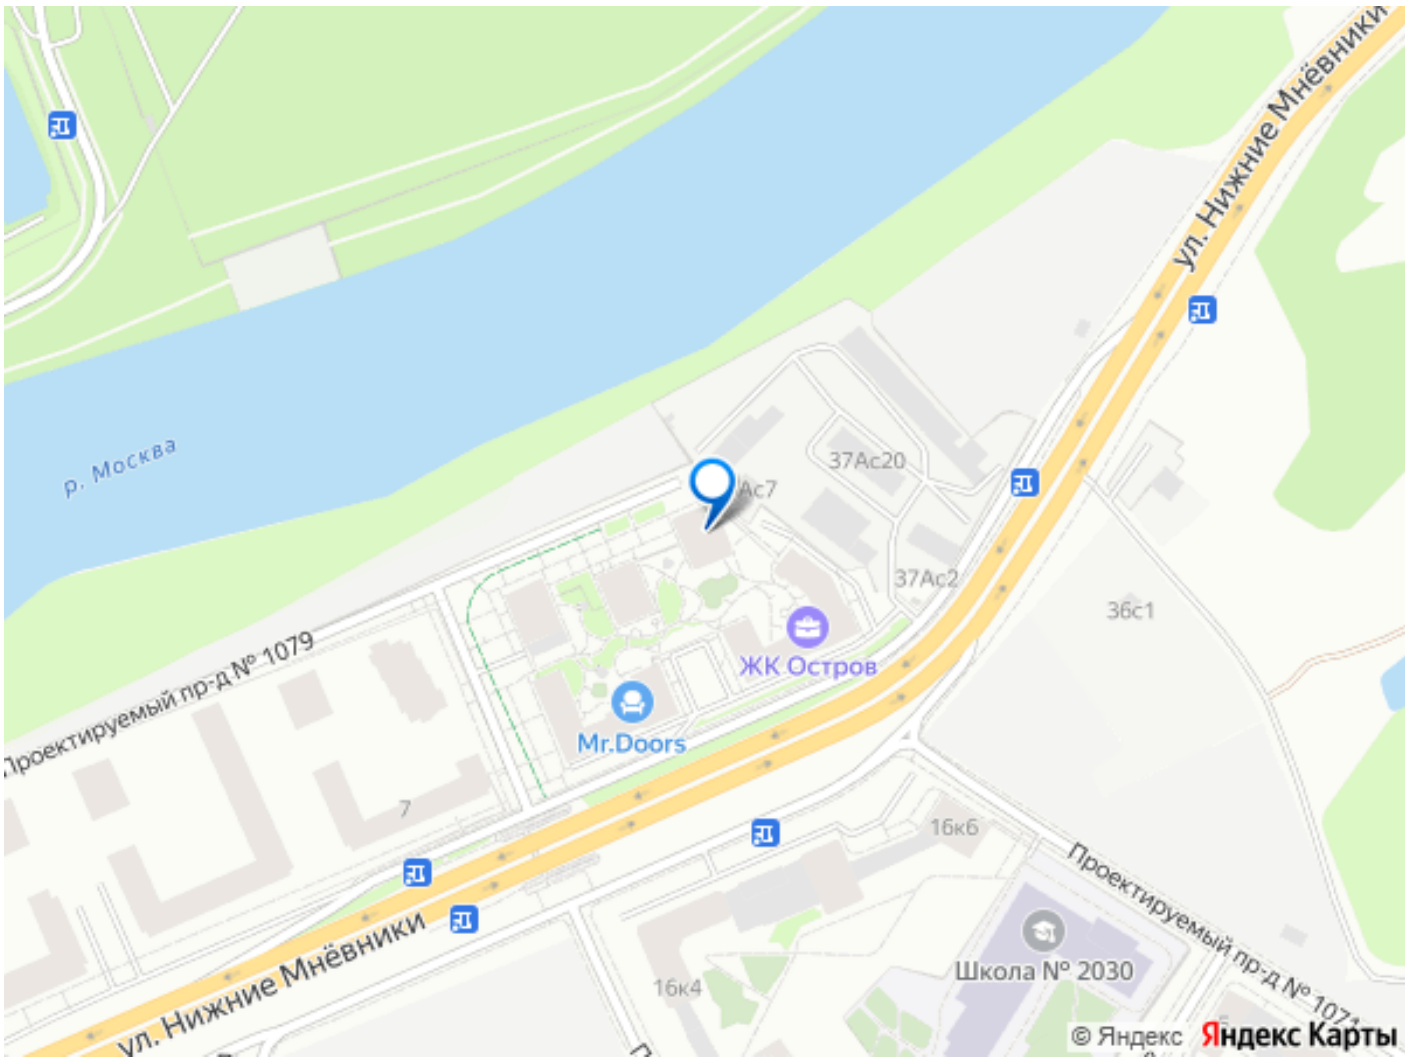 ул. Нижние Мнёвники
р. Москва
37Ас20
Ас7
37Ас2
36с1
ЖК Остров
Проектируемый пр-д № 1079
Mr.Doors
7
16к6
Проектируемый пр-д № 1071
ул. Нижние Мнёвники
Школа № 2030
16к4
© Яндекс Яндекс Карты